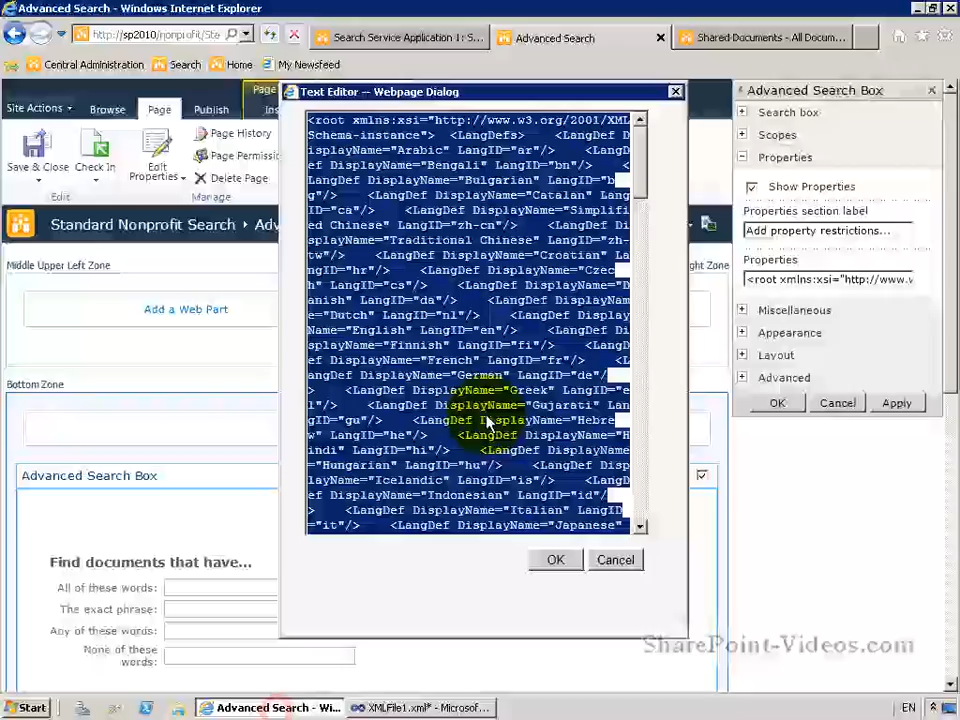 Advanced Search - Windows Internet Explorer
http://sp2010/nonprofit/Sta
Search Service Application 1: S...
Advanced Search
Shared Documents - All Docum...
Central Administration
Search
Home
My Newsfeed
Site Actions
Browse
Page
Publish
Page
Ins
Save & Close
Check In
Edit Properties
Page History
Page Permissio
Delete Page
Edit
Manage
Standard Nonprofit Search
Adv
Middle Upper Left Zone
ght Zone
Add a Web Part
Bottom Zone
Advanced Search Box
Find documents that have...
All of these words:
The exact phrase:
Any of these words:
None of these
words:
Text Editor -- Webpage Dialog
<root xmlns:xsi="http://www.w3.org/2001/XML
Schema-instance"> <LangDefs> <LangDef D
isplayName="Arabic" LangID="ar"/> <LangD
ef DisplayName="Bengali" LangID="bn"/> <
LangDef DisplayName="Bulgarian" LangID="b
g"/> <LangDef DisplayName="Catalan" Lang
ID="ca"/> <LangDef DisplayName="Simplifi
ed Chinese" LangID="zh-cn"/> <LangDef Di
splayName="Traditional Chinese" LangID="zh-
tw"/> <LangDef DisplayName="Croatian" La
ngID="hr"/> <LangDef DisplayName="Czec
h" LangID="cs"/> <LangDef DisplayName="D
anish" LangID="da"/> <LangDef DisplayNam
e="Dutch" LangID="nl"/> <LangDef Display
Name="English" LangID="en"/> <LangDef Di
splayName="Finnish" LangID="fi"/> <LangD
ef DisplayName="French" LangID="fr"/> <L
angDef DisplayName="German" LangID="de"/
> <LangDef DisplayName="Greek" LangID="e
l"/> <LangDef DisplayName="Gujarati" Lan
gID="gu"/> <LangDef DisplayName="Hebre
w" LangID="he"/> <LangDef DisplayName="H
indi" LangID="hi"/> <LangDef DisplayName
="Hungarian" LangID="hu"/> <LangDef Disp
layName="Icelandic" LangID="is"/> <LangD
ef DisplayName="Indonesian" LangID="id"/
> <LangDef DisplayName="Italian" LangID
="it"/> <LangDef DisplayName="Japanese"
OK
Cancel
Advanced Search Box
Search box
Scopes
Properties
Show Properties
Properties section label
Add property restrictions...
Properties
<root xmlns:xsi="http://www.v
Miscellaneous
Appearance
Layout
Advanced
OK
Cancel
Apply
SharePoint-Videos.com
Start
Advanced Search - Wi...
XMLFile1.xml* - Microsof...
EN